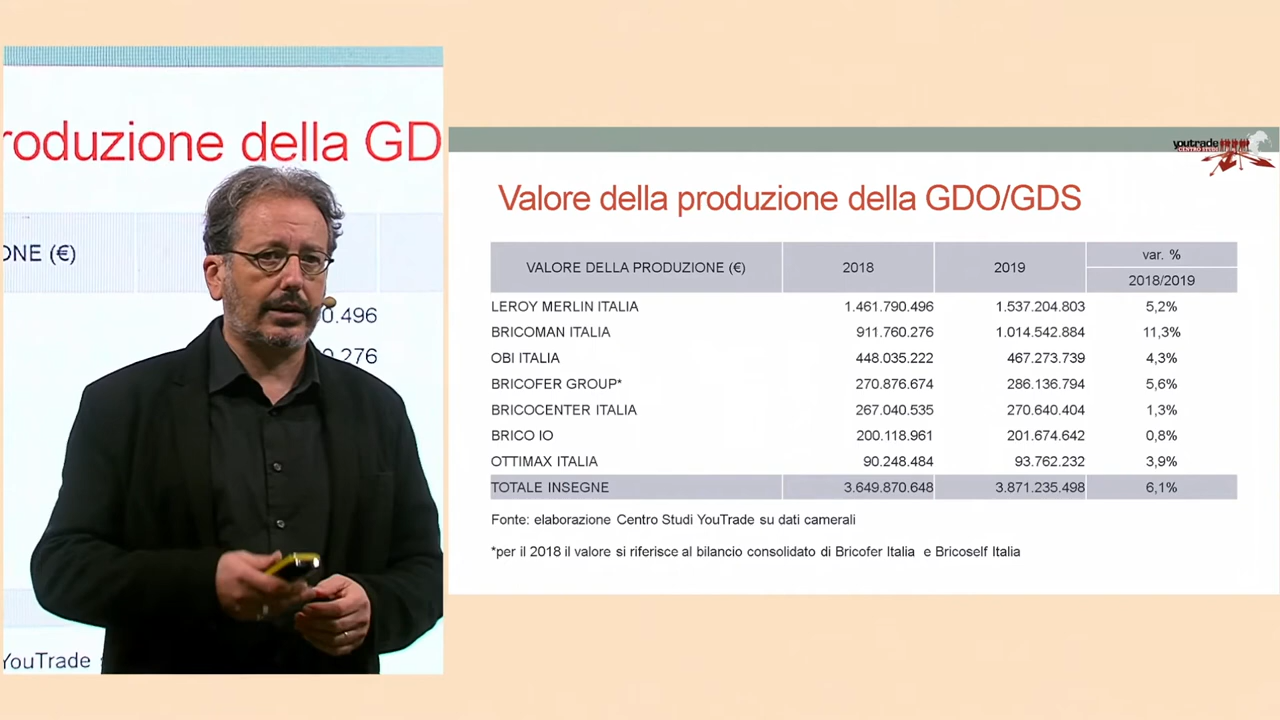 roduzione della GD
ONE (€)
0.496
0.276
YouTrade
youtrade
CENTRO STUDI
Valore della produzione della GDO/GDS
VALORE DELLA PRODUZIONE (€) 2018 2019 var. %
2018/2019
LEROY MERLIN ITALIA 1.461.790.496 1.537.204.803 5,2%
BRICOMAN ITALIA 911.760.276 1.014.542.884 11,3%
OBI ITALIA 448.035.222 467.273.739 4,3%
BRICOFER GROUP* 270.876.674 286.136.794 5,6%
BRICOCENTER ITALIA 267.040.535 270.640.404 1,3%
BRICO IO 200.118.961 201.674.642 0,8%
OTTIMAX ITALIA 90.248.484 93.762.232 3,9%
TOTALE INSEGNE 3.649.870.648 3.871.235.498 6,1%
Fonte: elaborazione Centro Studi YouTrade su dati camerali
*per il 2018 il valore si riferisce al bilancio consolidato di Bricofer Italia e Bricoself Italia